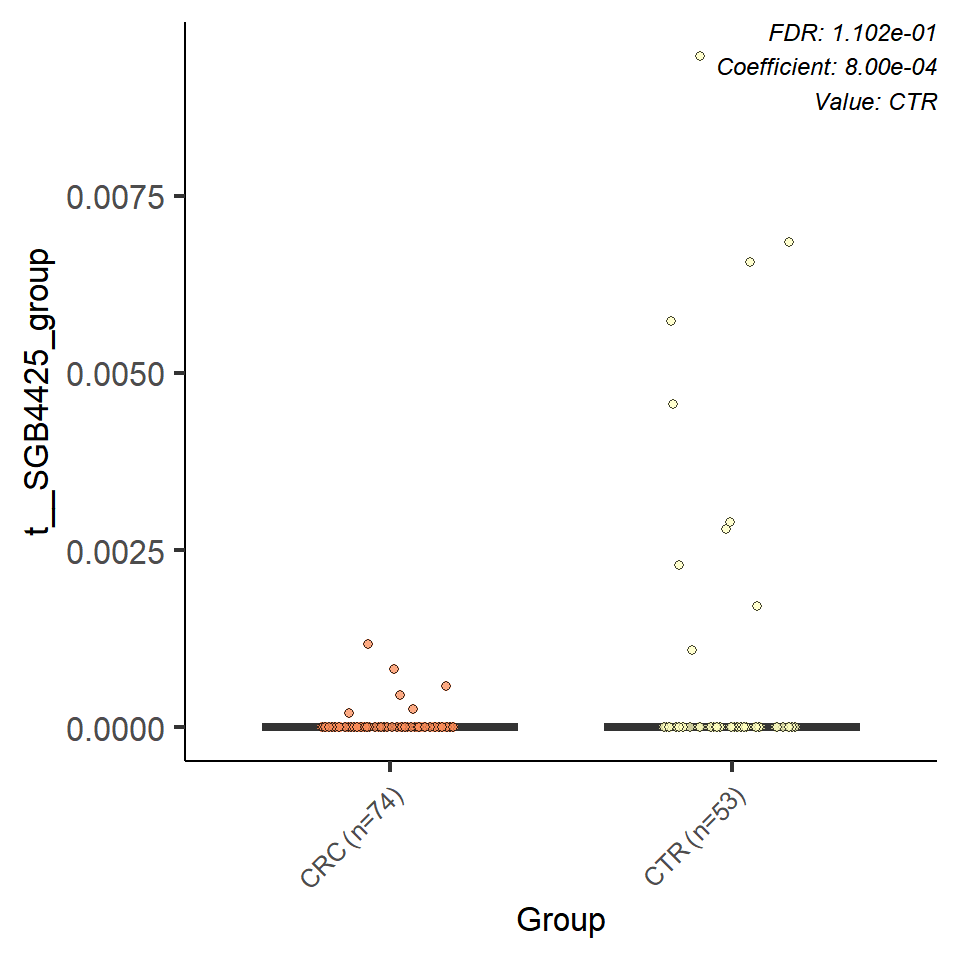 FDR: 1.102e-01
Coefficient: 8.00e-04
Value: CTR
t__SGB4425_group
0.0075
0.0050
0.0025
0.0000
CRC (n=74)
CTR (n=53)
Group